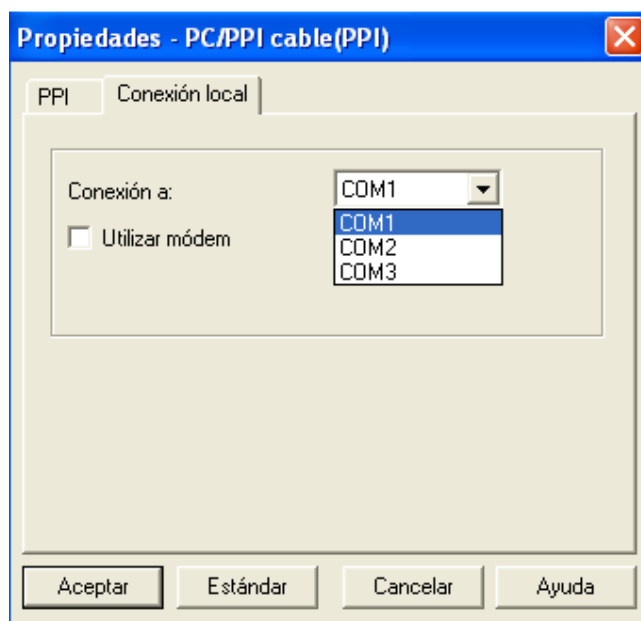 Propiedades - PC/PPI cable(PPI)
PPI
Conexión local
Conexión a:
COM1
COM1
Utilizar módem
COM2
COM3
Aceptar
Estándar
Cancelar
Ayuda